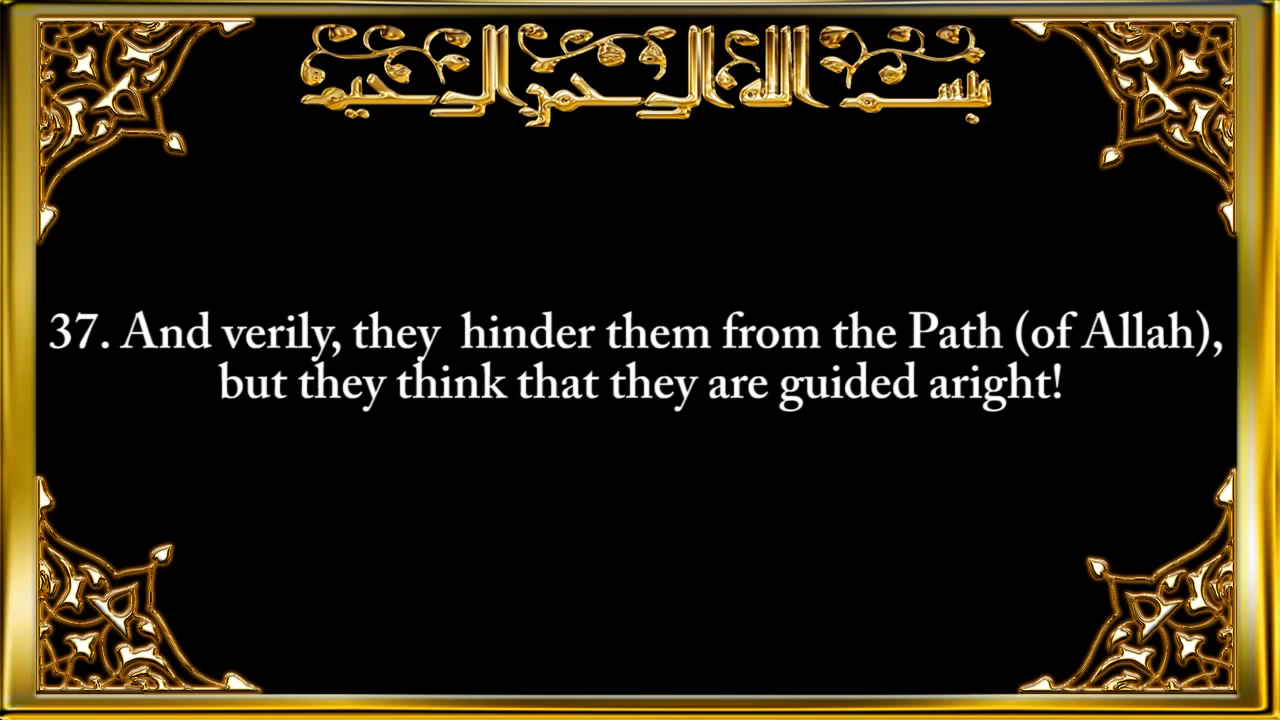 بسم الله الرحمن الرحيم
37. And verily, they  hinder them from the Path (of Allah),
but they think that they are guided aright!